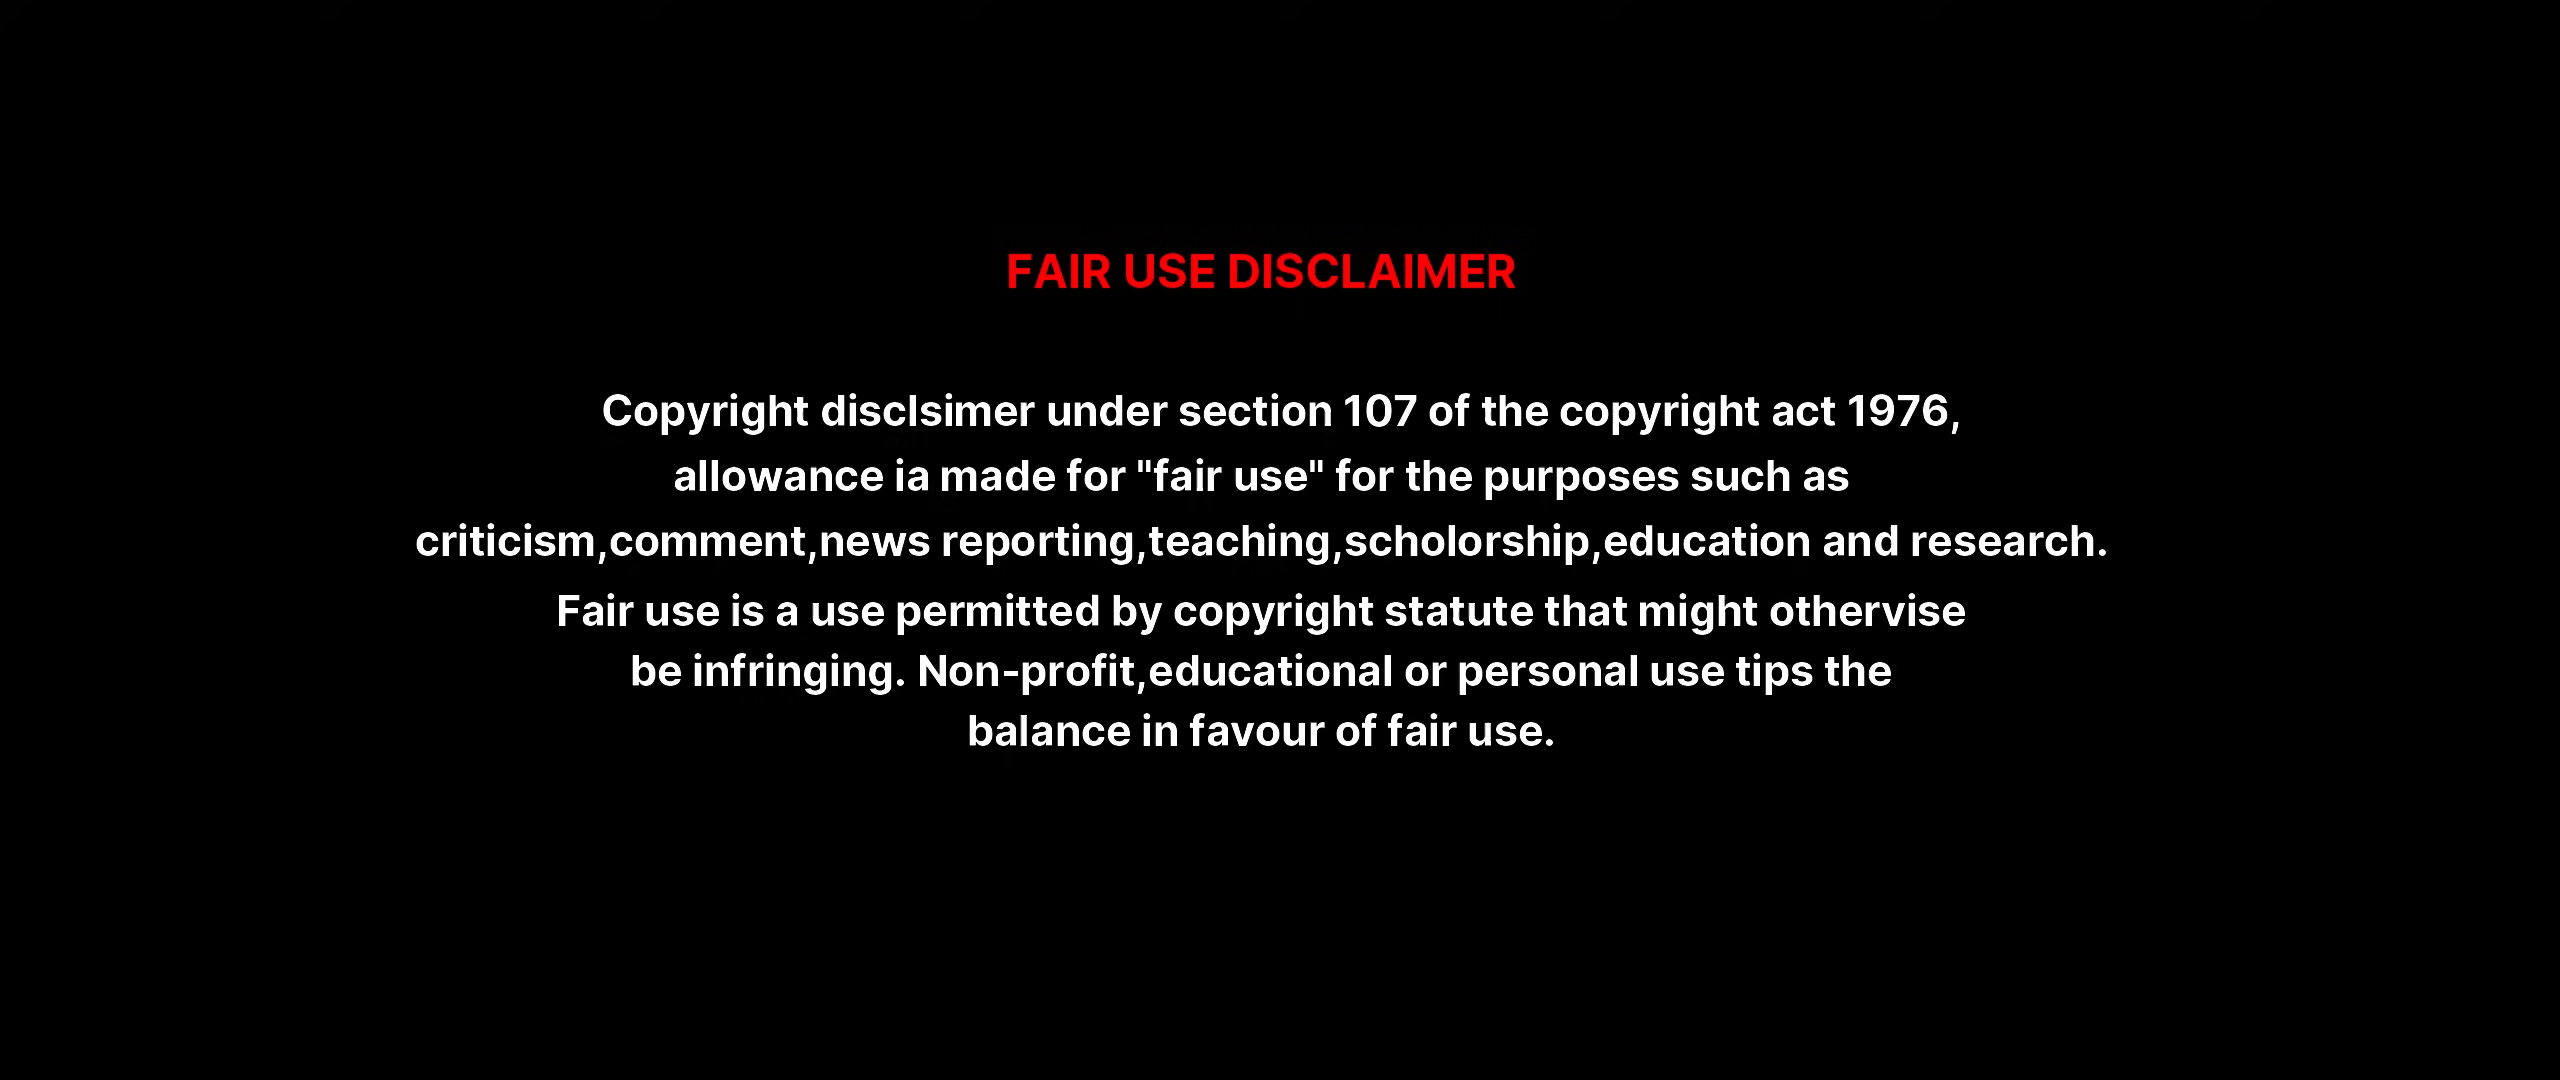 FAIR USE DISCLAIMER
Copyright disclsimer under section 107 of the copyright act 1976,
allowance ia made for "fair use" for the purposes such as
criticism,comment,news reporting,teaching,scholorship,education and research.
Fair use is a use permitted by copyright statute that might othervise
be infringing. Non-profit,educational or personal use tips the
balance in favour of fair use.